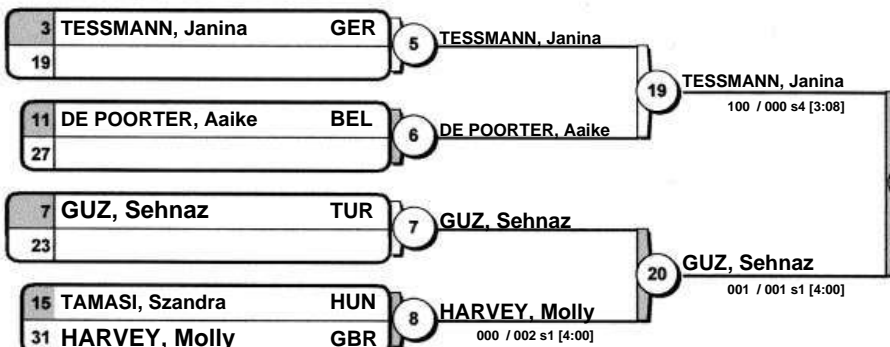 3 TESSMANN, Janina GER
19
5
TESSMANN, Janina
11 DE POORTER, Aaike BEL
27
6
DE POORTER, Aaike
19
TESSMANN, Janina
100 / 000 s4 [3:08]
7 GUZ, Sehnaz TUR
23
7
GUZ, Sehnaz
15 TAMASI, Szandra HUN
31 HARVEY, Molly GBR
8
HARVEY, Molly
000 / 002 s1 [4:00]
20
GUZ, Sehnaz
001 / 001 s1 [4:00]